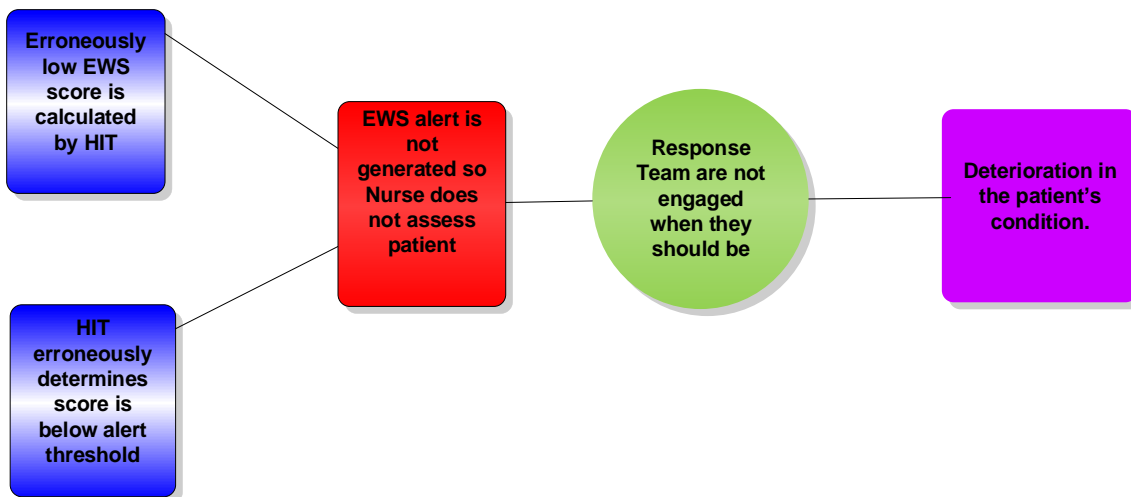 Erroneously
low EWS
score is
calculated
by HIT
HIT
erroneously
determines
score is
below alert
threshold
EWS alert is
not
generated so
Nurse does
not assess
patient
Response
Team are not
engaged
when they
should be
Deterioration in
the patient’s
condition.